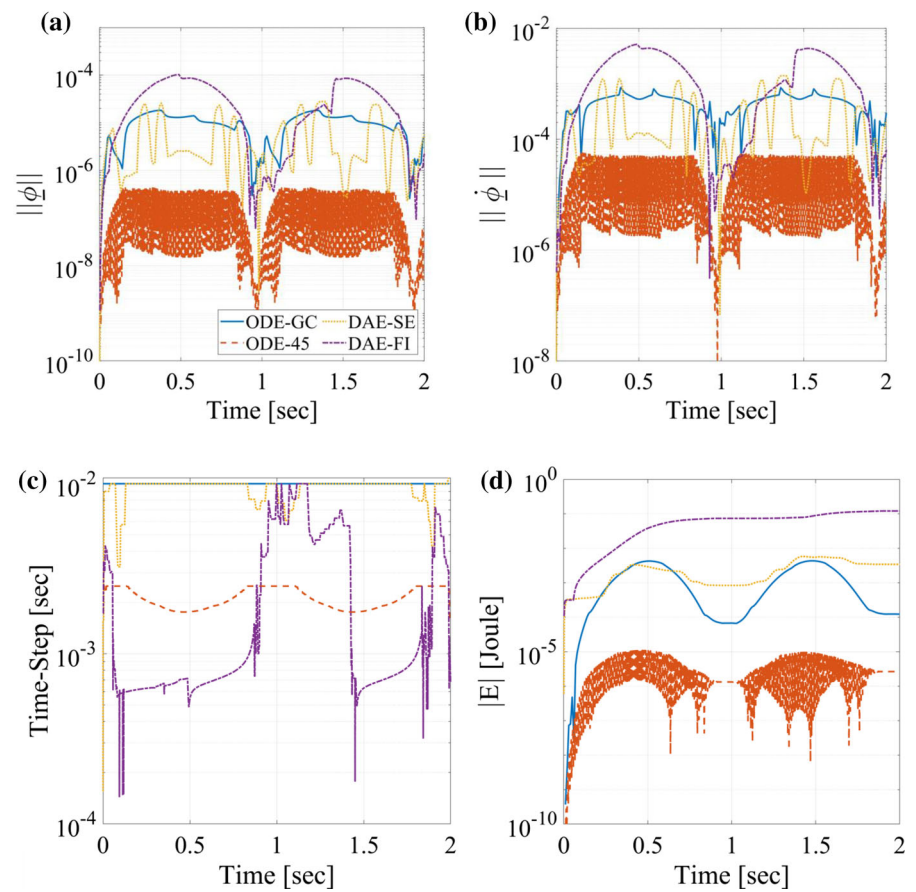 (a)
10^-4
10^-6
10^-8
10^-10
||ϕ||
0 0.5 1 1.5 2
Time [sec]
ODE-GC DAE-SE
ODE-45 DAE-FI
(b)
10^-2
10^-4
10^-6
10^-8
|| ϕ̇ ||
0 0.5 1 1.5 2
Time [sec]
(c)
10^-2
10^-3
10^-4
Time-Step [sec]
0 0.5 1 1.5 2
Time [sec]
(d)
10^0
10^-5
10^-10
|E| [Joule]
0 0.5 1 1.5 2
Time [sec]